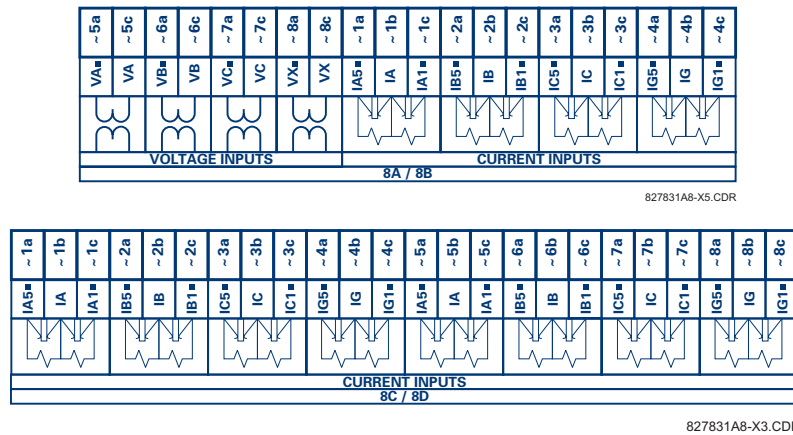 ~ 5a ~ 5c ~ 6a ~ 6c ~ 7a ~ 7c ~ 8a ~ 8c ~ 1a ~ 1b ~ 1c ~ 2a ~ 2b ~ 2c ~ 3a ~ 3b ~ 3c ~ 4a ~ 4b ~ 4c
VA■ VA VB■ VB VC■ VC VX■ VX IA5■ IA IA1■ IB5■ IB IB1■ IC5■ IC IC1■ IG5■ IG IG1■
VOLTAGE INPUTS CURRENT INPUTS
8A / 8B
827831A8-X5.CDR
~ 1a ~ 1b ~ 1c ~ 2a ~ 2b ~ 2c ~ 3a ~ 3b ~ 3c ~ 4a ~ 4b ~ 4c ~ 5a ~ 5b ~ 5c ~ 6a ~ 6b ~ 6c ~ 7a ~ 7b ~ 7c ~ 8a ~ 8b ~ 8c
IA5■ IA IA1■ IB5■ IB IB1■ IC5■ IC IC1■ IG5■ IG IG1■ IA5■ IA IA1■ IB5■ IB IB1■ IC5■ IC IC1■ IG5■ IG IG1■
CURRENT INPUTS
8C / 8D
827831A8-X3.CD